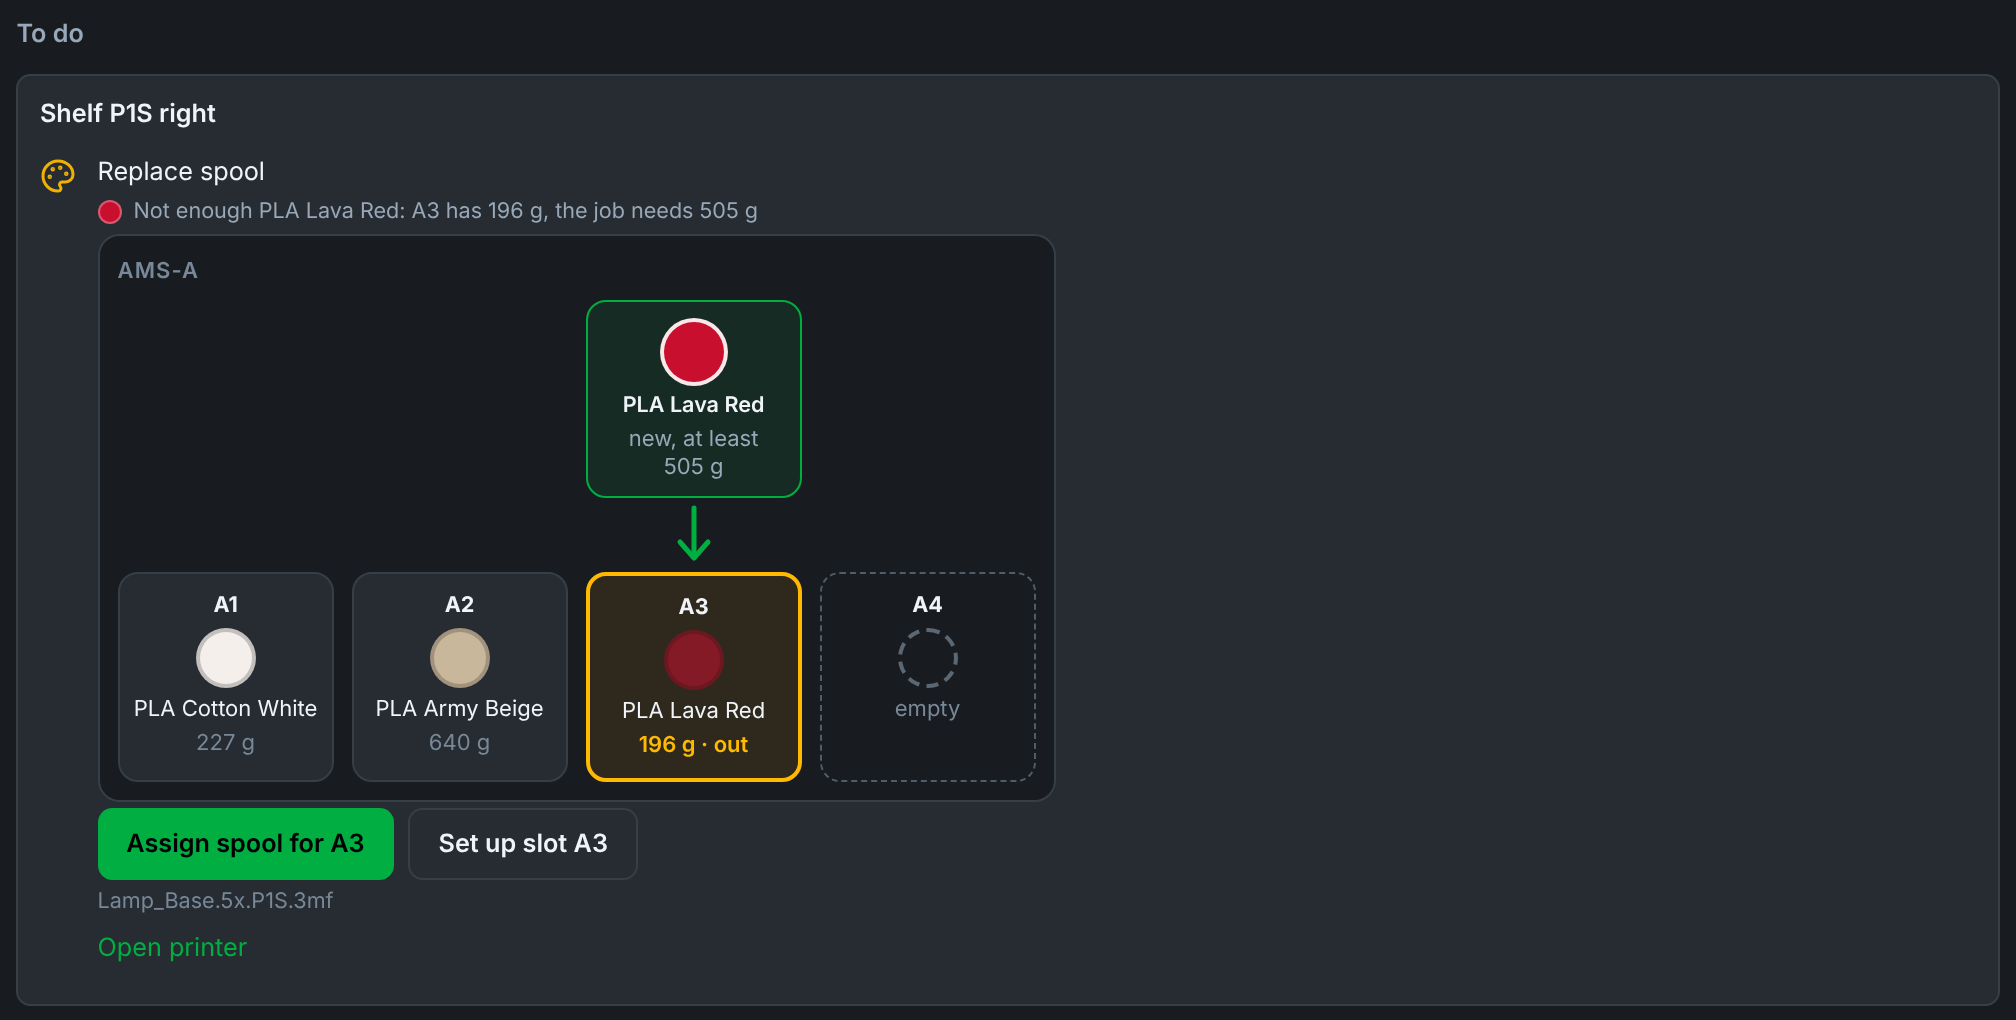 To do
Shelf P1S right
Replace spool
Not enough PLA Lava Red: A3 has 196 g, the job needs 505 g
AMS-A
PLA Lava Red
new, at least
505 g
A1
PLA Cotton White
227 g
A2
PLA Army Beige
640 g
A3
PLA Lava Red
196 g · out
A4
empty
Assign spool for A3
Set up slot A3
Lamp_Base.5x.P1S.3mf
Open printer